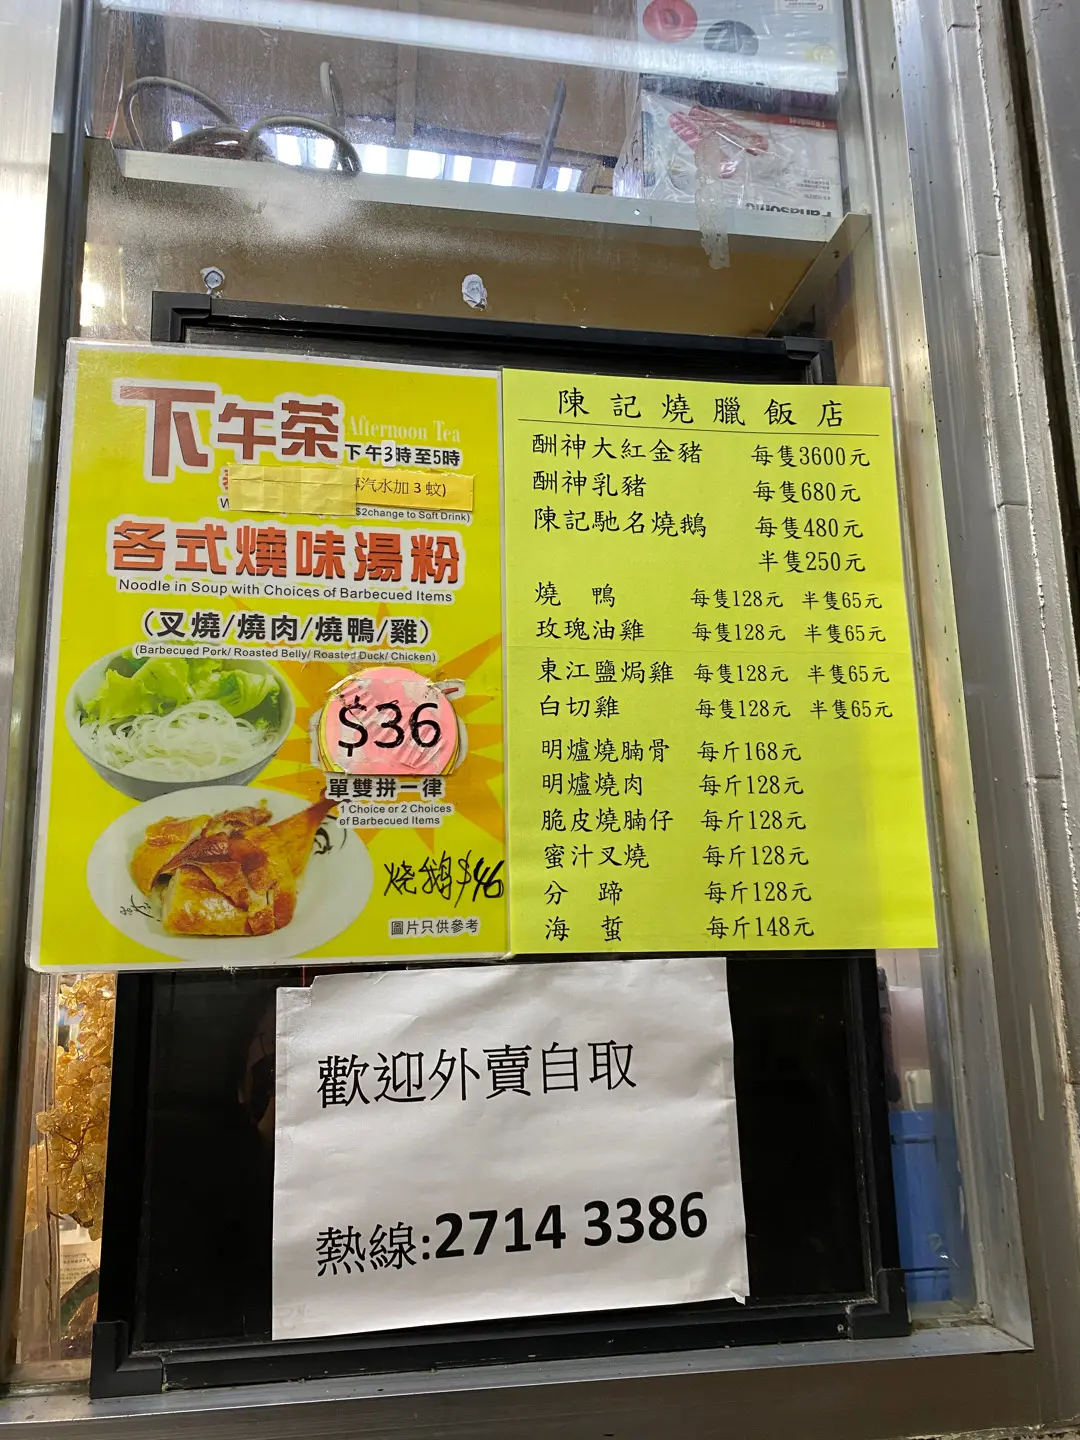 下午茶
Afternoon Tea
下午3時至5時
汽水加 3 蚊)
$2change to Soft Drink)
各式燒味湯粉
Noodle in Soup with Choices of Barbecued Items
(叉燒/燒肉/燒鴨/雞)
(Barbecued Pork/ Roasted Belly/ Roasted Duck/ Chicken)
$36
單雙拼一律
1 Choice or 2 Choices
of Barbecued Items
烧鹅$46
圖片只供參考
陳記燒臘飯店
酬神大紅金豬 每隻3600元
酬神乳豬 每隻680元
陳記馳名燒鵝 每隻480元
半隻250元
燒鴨 每隻128元 半隻65元
玫瑰油雞 每隻128元 半隻65元
東江鹽焗雞 每隻128元 半隻65元
白切雞 每隻128元 半隻65元
明爐燒腩骨 每斤168元
明爐燒肉 每斤128元
脆皮燒腩仔 每斤128元
蜜汁叉燒 每斤128元
分蹄 每斤128元
海蜇 每斤148元
歡迎外賣自取
熱線:2714 3386
Panasonic